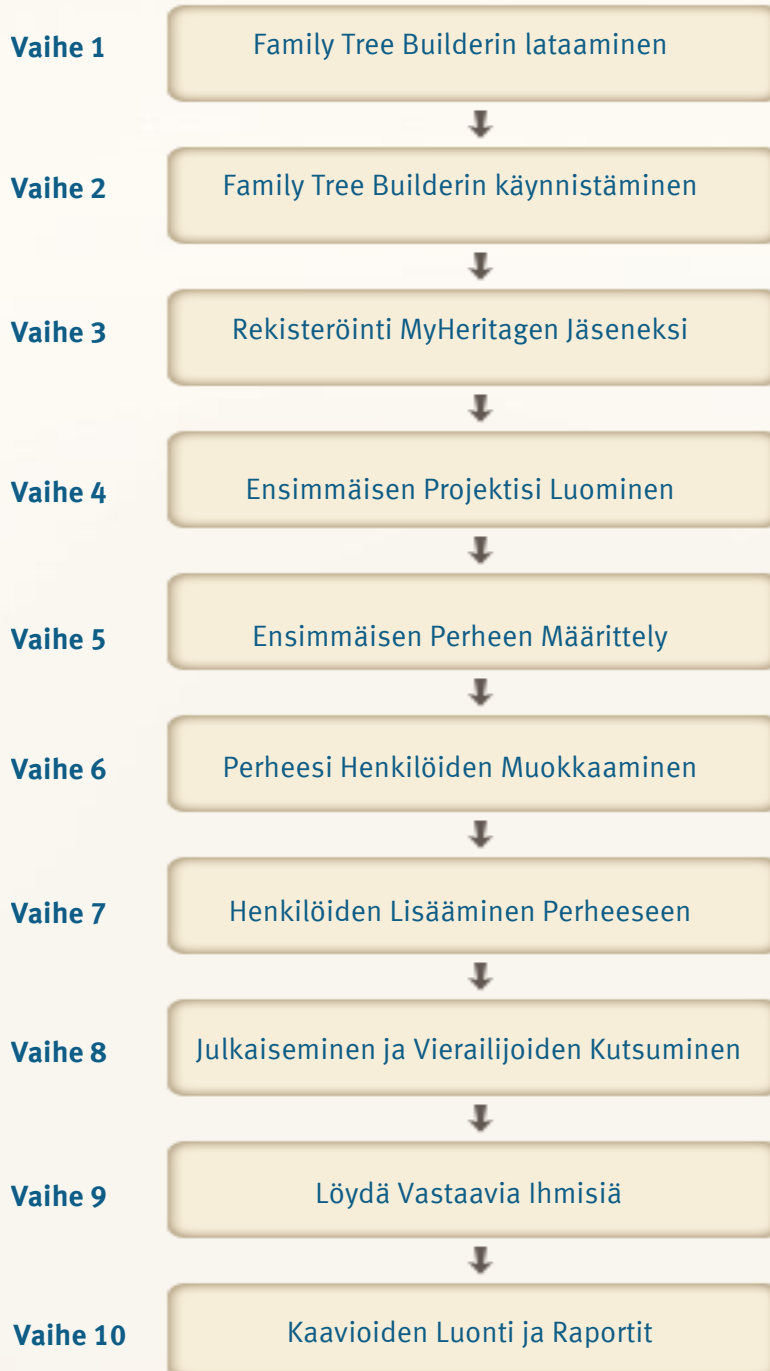 Vaihe 1 Family Tree Builderin lataaminen
Vaihe 2 Family Tree Builderin käynnistäminen
Vaihe 3 Rekisteröinti MyHeritagen Jäseneksi
Vaihe 4 Ensimmäisen Projektisi Luominen
Vaihe 5 Ensimmäisen Perheen Määrittely
Vaihe 6 Perheesi Henkilöiden Muokkaaminen
Vaihe 7 Henkilöiden Lisääminen Perheeseen
Vaihe 8 Julkaiseminen ja Vierailijoiden Kutsuminen
Vaihe 9 Löydä Vastaavia Ihmisiä
Vaihe 10 Kaavioiden Luonti ja Raportit